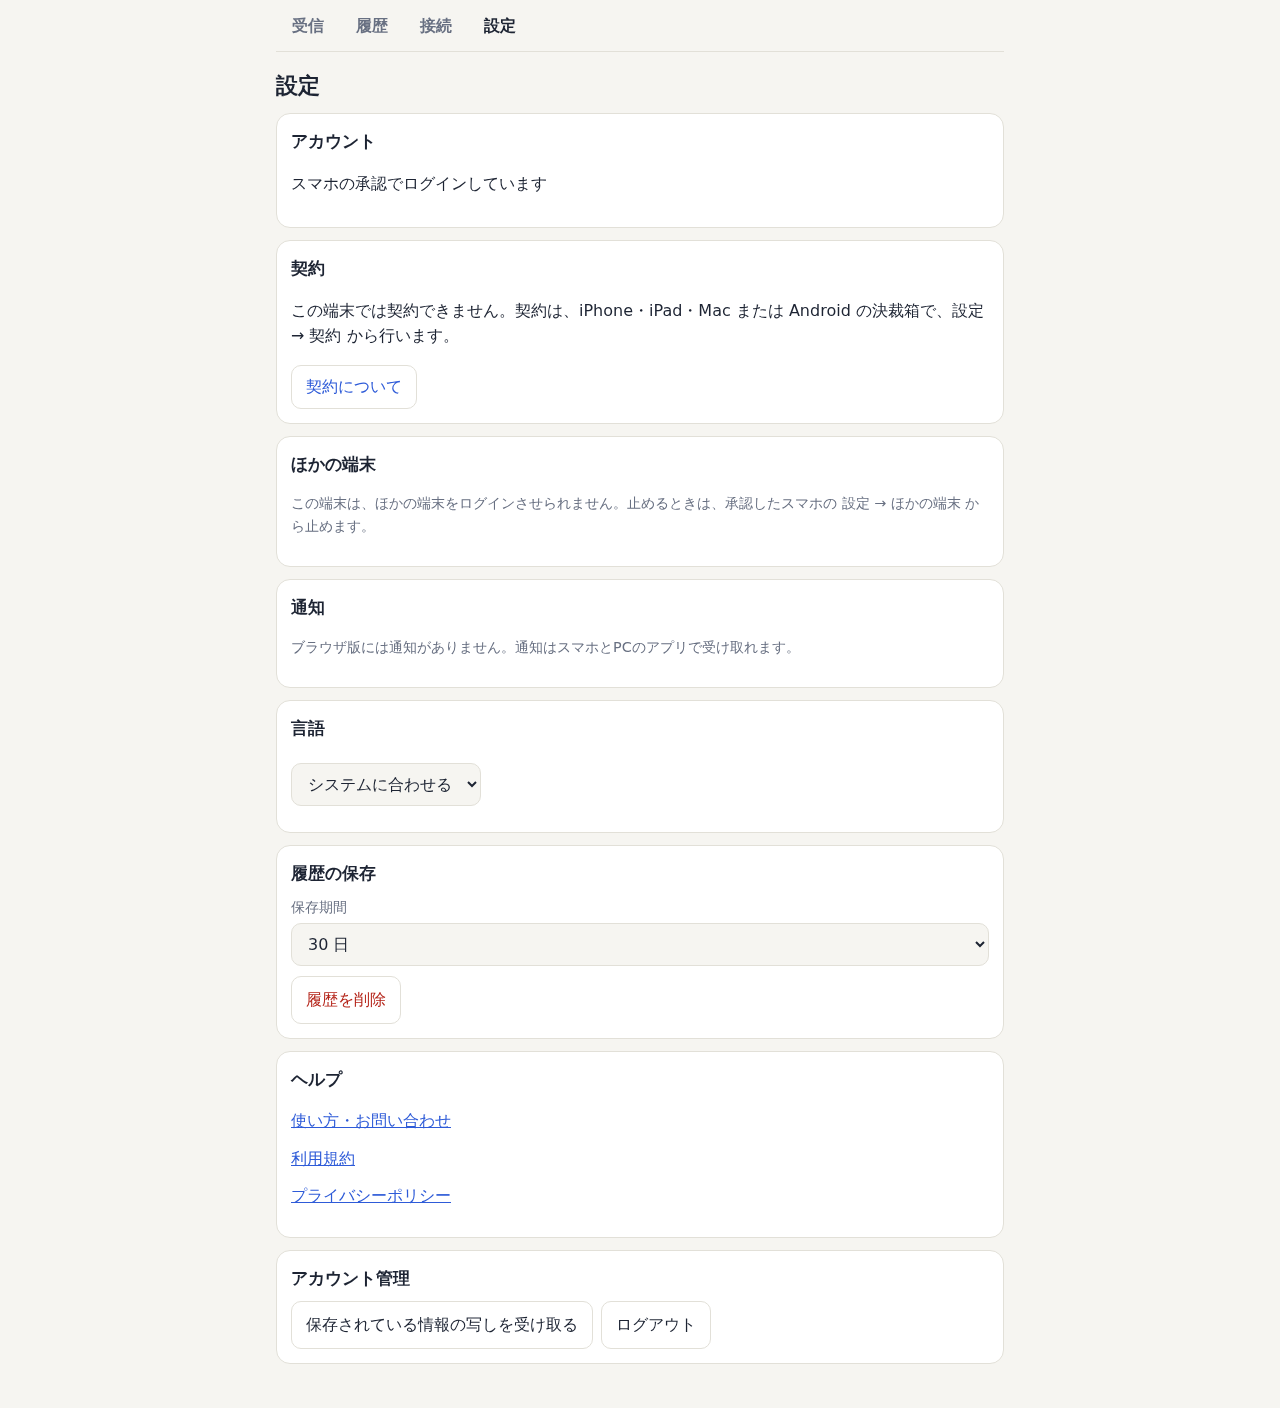 受信 履歴 接続 設定
設定
アカウント
スマホの承認でログインしています
契約
この端末では契約できません。契約は、iPhone・iPad・Mac または Android の決裁箱で、設定
→ 契約 から行います。
契約について
ほかの端末
この端末は、ほかの端末をログインさせられません。止めるときは、承認したスマホの 設定 → ほかの端末 か
ら止めます。
通知
ブラウザ版には通知がありません。通知はスマホとPCのアプリで受け取れます。
言語
システムに合わせる
履歴の保存
保存期間
30 日
履歴を削除
ヘルプ
使い方・お問い合わせ
利用規約
プライバシーポリシー
アカウント管理
保存されている情報の写しを受け取る ログアウト